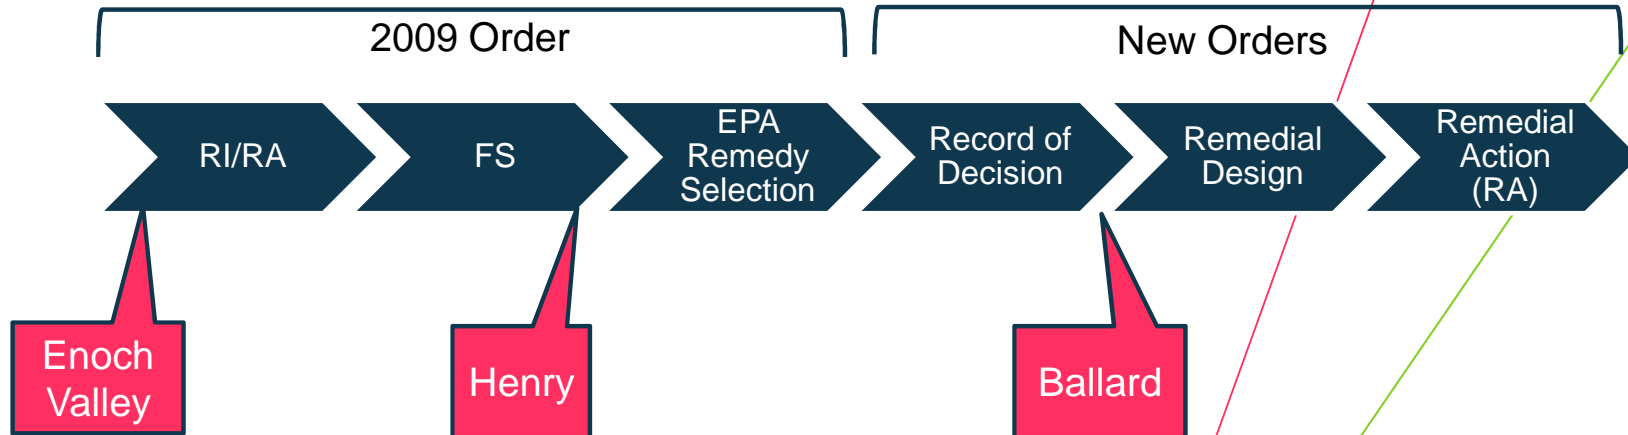 2009 Order
New Orders
RI/RA
FS
EPA
Remedy
Selection
Record of
Decision
Remedial
Design
Remedial
Action
(RA)
Enoch
Valley
Henry
Ballard